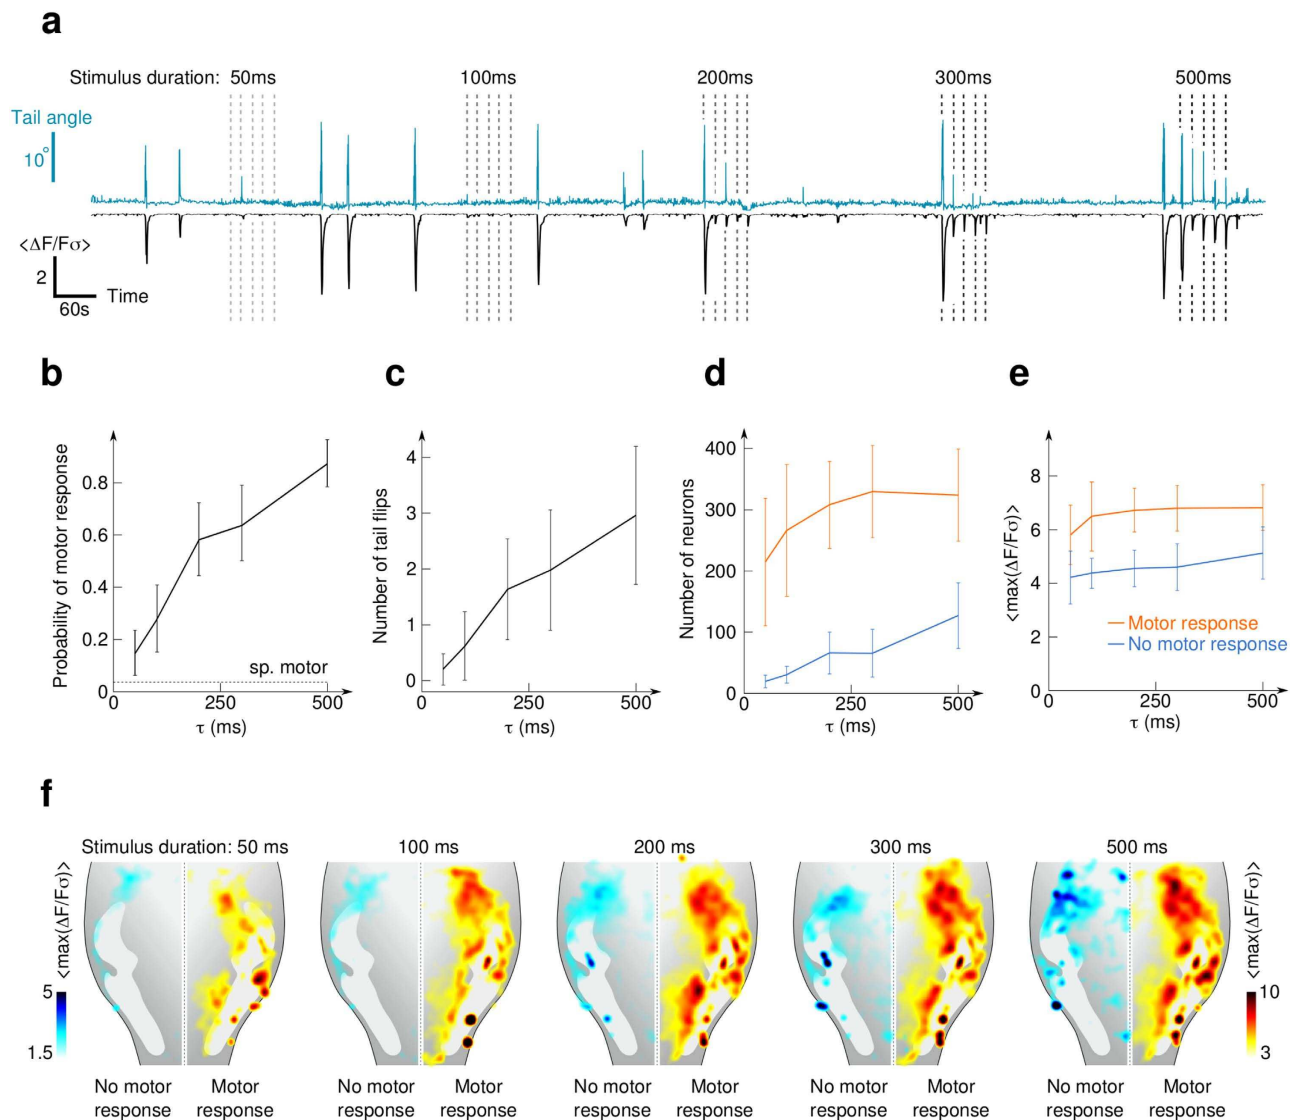 a
Stimulus duration: 50ms 100ms 200ms 300ms 500ms
Tail angle
10°
<ΔF/Fσ>
2
60s
Time
b
Probability of motor response
0.8
0.6
0.4
0.2
0
sp. motor
0 250 500
τ (ms)
c
Number of tail flips
4
3
2
1
0
0 250 500
τ (ms)
d
Number of neurons
400
300
200
100
0
0 250 500
τ (ms)
e
<max(ΔF/Fσ)>
8
6
4
2
0
Motor response
No motor response
0 250 500
τ (ms)
f
Stimulus duration: 50 ms 100 ms 200 ms 300 ms 500 ms
<max(ΔF/Fσ)>
5
1.5
<max(ΔF/Fσ)>
10
3
No motor response
Motor response
No motor response
Motor response
No motor response
Motor response
No motor response
Motor response
No motor response
Motor response